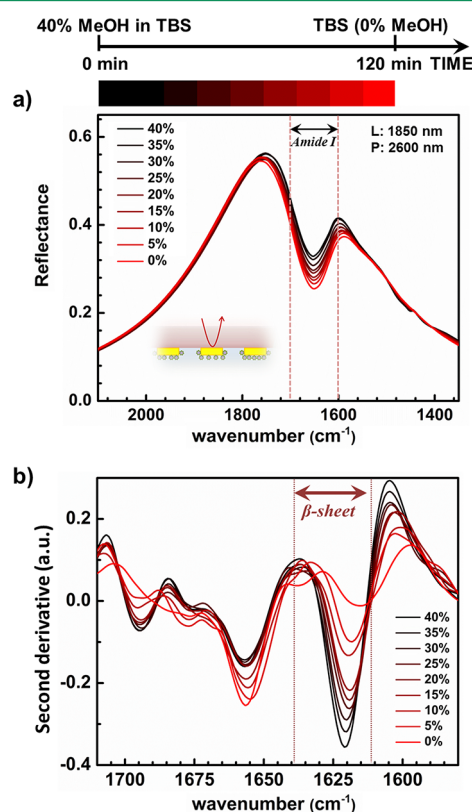 40% MeOH in TBS TBS (0% MeOH)
0 min 120 min TIME
a)
0.6
0.4
0.2
0.0
Reflectance
40%
35%
30%
25%
20%
15%
10%
5%
0%
Amide I
L: 1850 nm
P: 2600 nm
2000 1800 1600 1400
wavenumber (cm⁻¹)
b)
0.2
0.0
-0.2
-0.4
Second derivative (a.u.)
β-sheet
40%
35%
30%
25%
20%
15%
10%
5%
0%
1700 1675 1650 1625 1600
wavenumber (cm⁻¹)